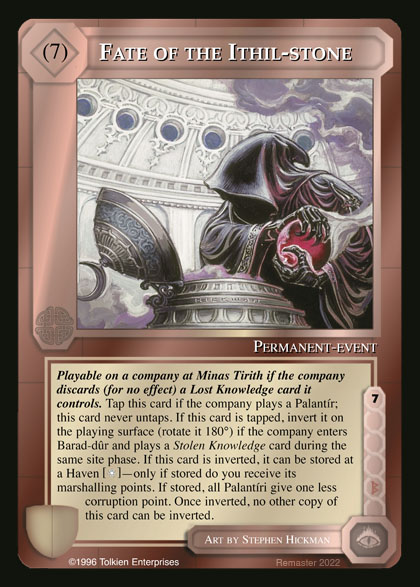 (7)
Fate of the Ithil-stone
Permanent-event
Playable on a company at Minas Tirith if the company
discards (for no effect) a Lost Knowledge card it
controls. Tap this card if the company plays a Palantír;
this card never untaps. If this card is tapped, invert it on
the playing surface (rotate it 180°) if the company enters
Barad-dûr and plays a Stolen Knowledge card during the
same site phase. If this card is inverted, it can be stored at
a Haven [ ]—only if stored do you receive its
marshalling points. If stored, all Palantíri give one less
corruption point. Once inverted, no other copy of
this card can be inverted.
7
Art by Stephen Hickman
©1996 Tolkien Enterprises
Remaster 2022